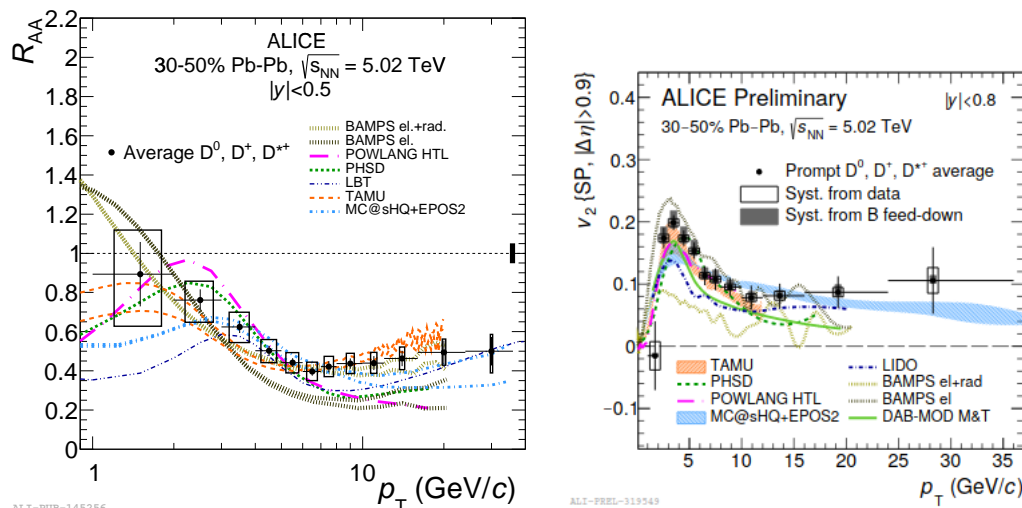 R_AA
2.2
2
1.8
1.6
1.4
1.2
1
0.8
0.6
0.4
0.2
0
ALICE
30-50% Pb-Pb, √s_NN = 5.02 TeV
|y|<0.5
Average D⁰, D⁺, D*⁺
BAMPS el.+rad.
BAMPS el.
POWLANG HTL
PHSD
LBT
TAMU
MC@sHQ+EPOS2
1
10
p_T (GeV/c)
v₂ {SP, |Δη|>0.9}
0.4
0.3
0.2
0.1
0
−0.1
ALICE Preliminary
|y|<0.8
30−50% Pb−Pb, √s_NN = 5.02 TeV
Prompt D⁰, D⁺, D*⁺ average
Syst. from data
Syst. from B feed-down
TAMU
PHSD
POWLANG HTL
MC@sHQ+EPOS2
LIDO
BAMPS el+rad
BAMPS el
DAB-MOD M&T
5 10 15 20 25 30 35
p_T (GeV/c)
ALI-PREL-319549